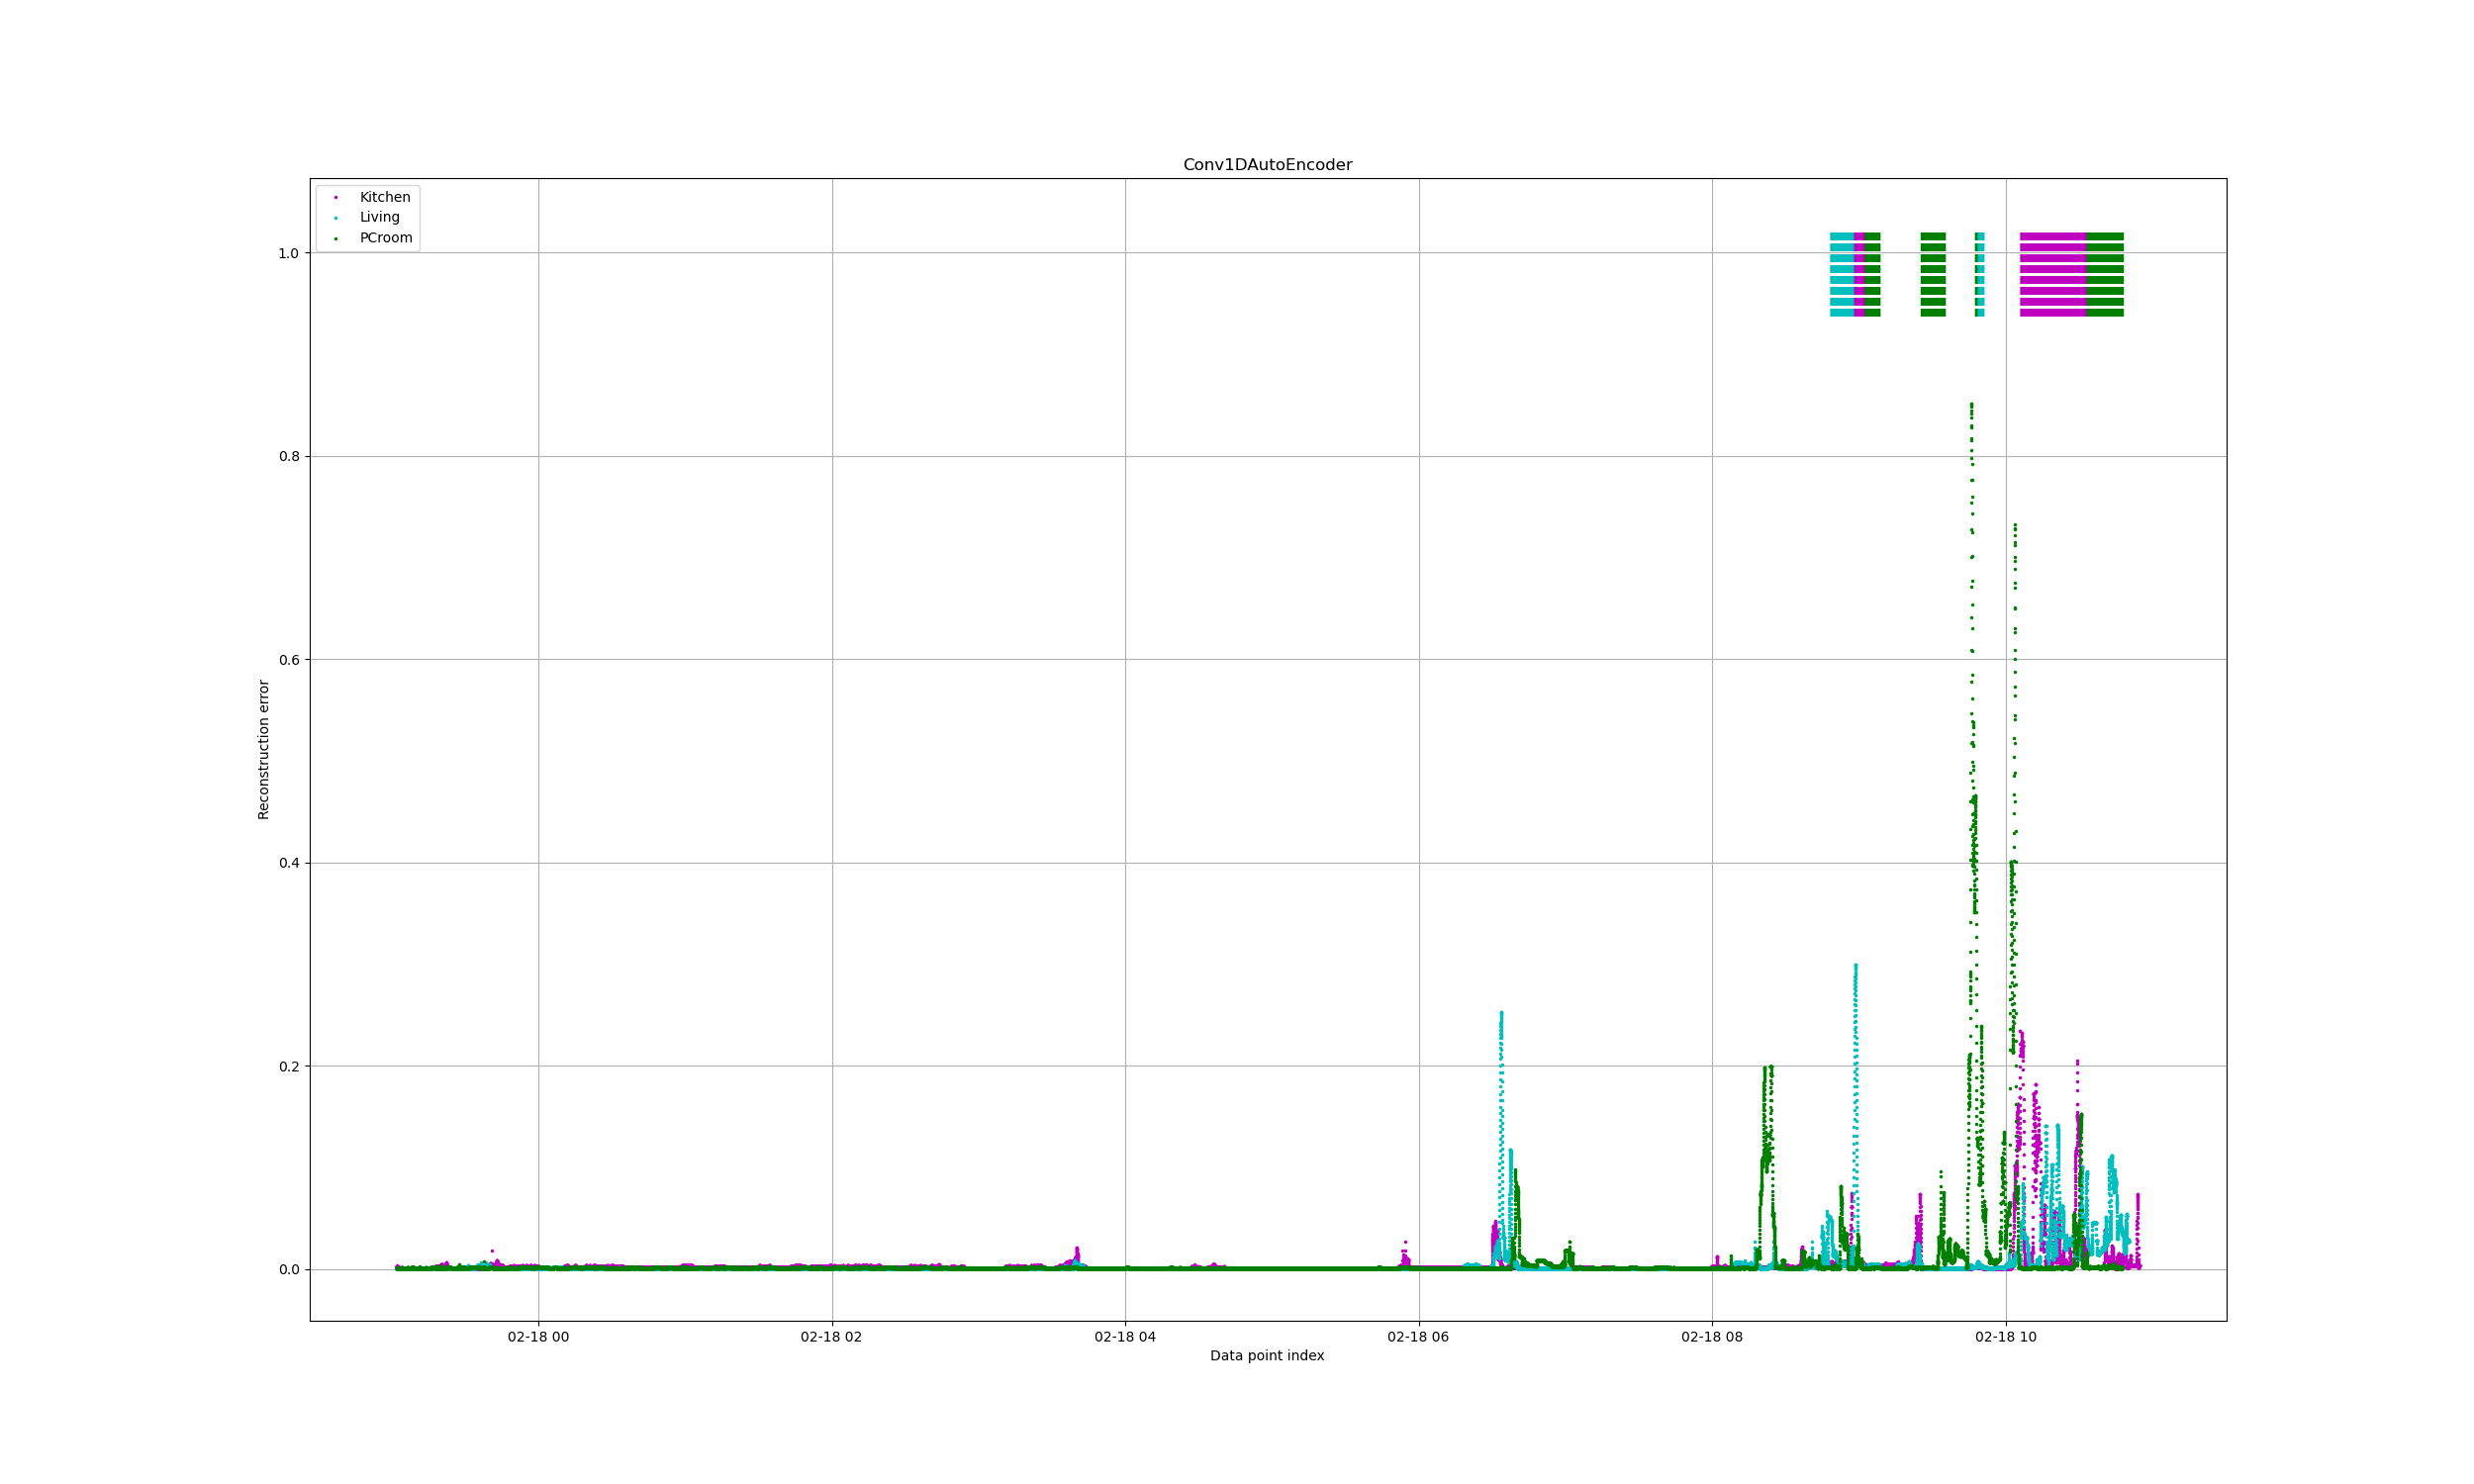 Conv1DAutoEncoder
Kitchen
Living
PCroom
1.0
0.8
0.6
0.4
0.2
0.0
Reconstruction error
02-18 00 02-18 02 02-18 04 02-18 06 02-18 08 02-18 10
Data point index